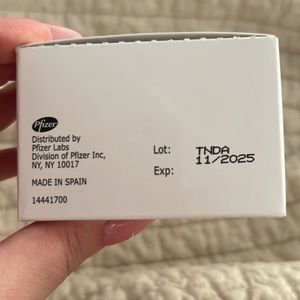 Pfizer
Distributed by
Pfizer Labs
Division of Pfizer Inc,
NY, NY 10017
MADE IN SPAIN
14441700
Lot: TNDA
11/2025
Exp: